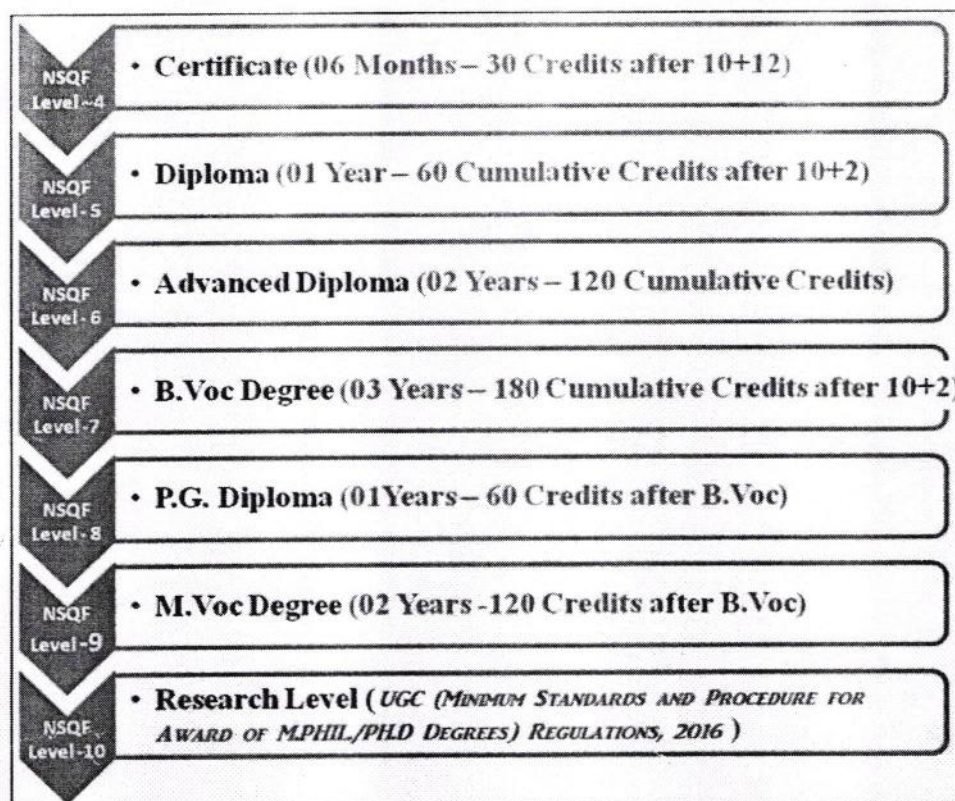 NSQF
Level-4
• Certificate (06 Months – 30 Credits after 10+12)
NSQF
Level-5
• Diploma (01 Year – 60 Cumulative Credits after 10+2)
NSQF
Level-6
• Advanced Diploma (02 Years – 120 Cumulative Credits)
NSQF
Level-7
• B.Voc Degree (03 Years – 180 Cumulative Credits after 10+2)
NSQF
Level-8
• P.G. Diploma (01Years – 60 Credits after B.Voc)
NSQF
Level-9
• M.Voc Degree (02 Years -120 Credits after B.Voc)
NSQF
Level-10
• Research Level ( UGC (MINIMUM STANDARDS AND PROCEDURE FOR
AWARD OF M.PHIL./PH.D DEGREES) REGULATIONS, 2016 )